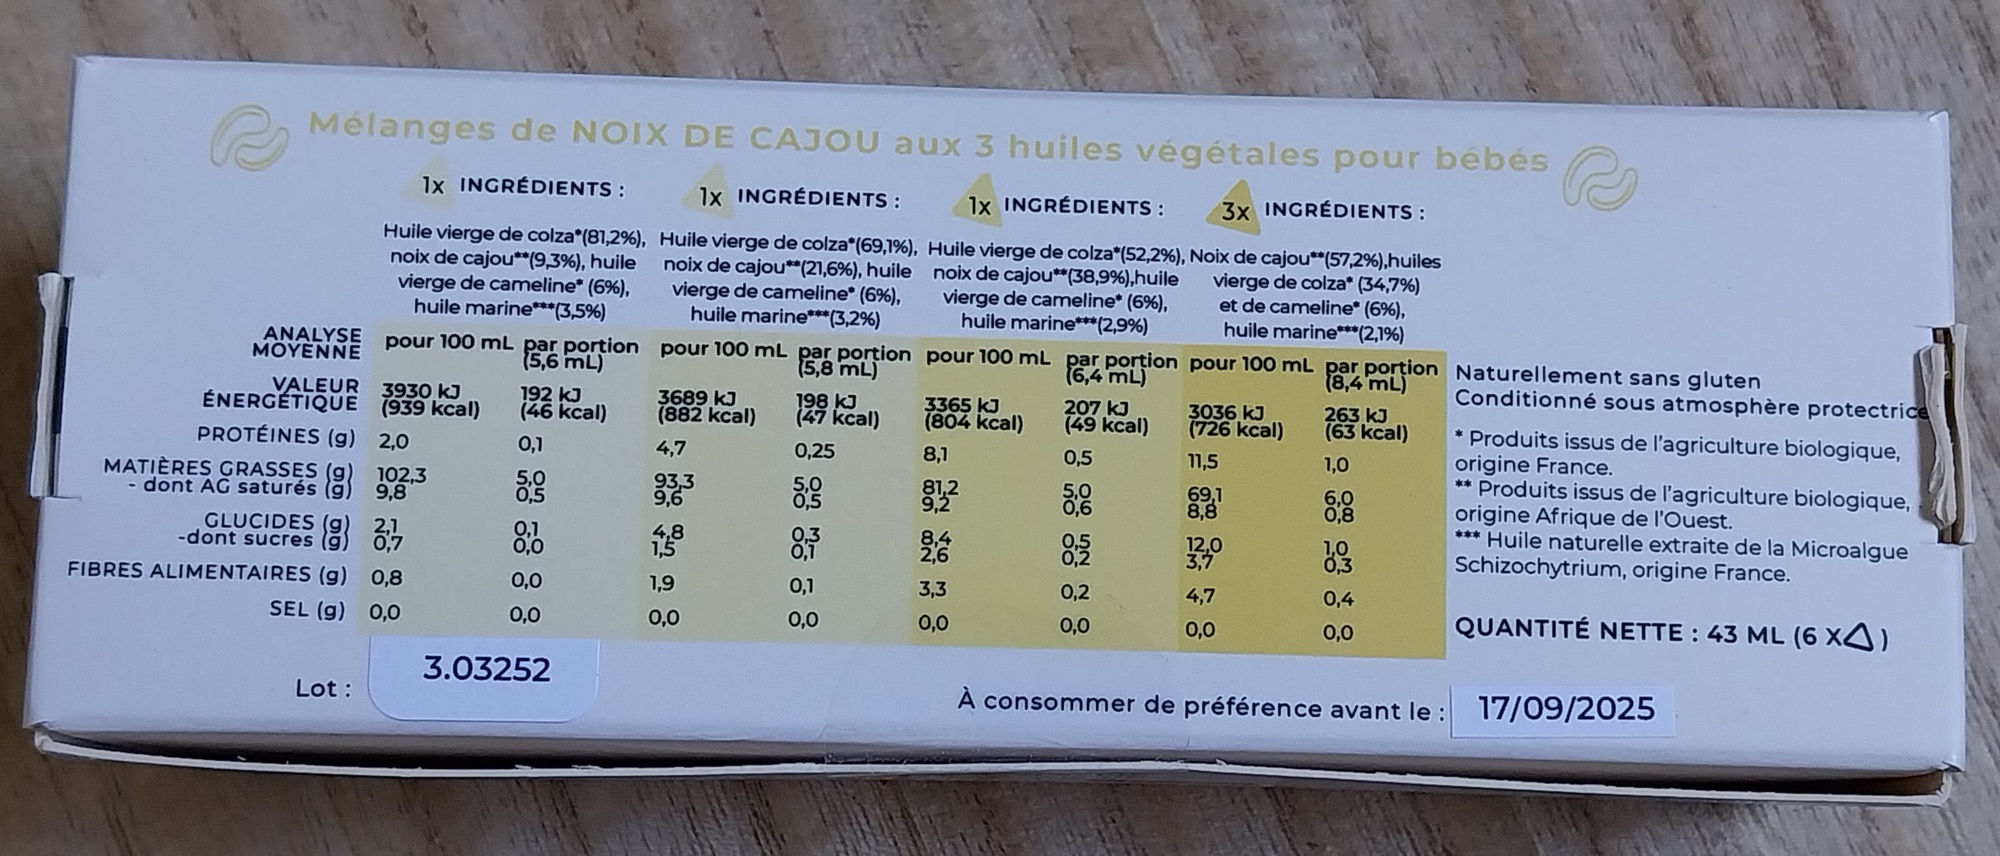 Mélanges de NOIX DE CAJOU aux 3 huiles végétales pour bébés
1x INGRÉDIENTS :
Huile vierge de colza*(81,2%),
noix de cajou**(9,3%), huile
vierge de cameline* (6%),
huile marine***(3,5%)
1x INGRÉDIENTS :
Huile vierge de colza*(69,1%),
noix de cajou**(21,6%), huile
vierge de cameline* (6%),
huile marine***(3,2%)
1x INGRÉDIENTS :
Huile vierge de colza*(52,2%),
noix de cajou**(38,9%),huile
vierge de cameline* (6%),
huile marine***(2,9%)
3x INGRÉDIENTS :
Noix de cajou**(57,2%),huiles
vierge de colza* (34,7%)
et de cameline* (6%),
huile marine***(2,1%)
ANALYSE MOYENNE pour 100 mL par portion (5,6 mL) pour 100 mL par portion (5,8 mL) pour 100 mL par portion (6,4 mL) pour 100 mL par portion (8,4 mL)
VALEUR ÉNERGÉTIQUE 3930 kJ (939 kcal) 192 kJ (46 kcal) 3689 kJ (882 kcal) 198 kJ (47 kcal) 3365 kJ (804 kcal) 207 kJ (49 kcal) 3036 kJ (726 kcal) 263 kJ (63 kcal)
PROTÉINES (g) 2,0 0,1 4,7 0,25 8,1 0,5 11,5 1,0
MATIÈRES GRASSES (g) 102,3 5,0 93,3 5,0 81,2 5,0 69,1 6,0
- dont AG saturés (g) 9,8 0,5 9,6 0,5 9,2 0,6 8,8 0,8
GLUCIDES (g) 2,1 0,1 4,8 0,3 8,4 0,5 12,0 1,0
-dont sucres (g) 0,7 0,0 1,5 0,1 2,6 0,2 3,7 0,3
FIBRES ALIMENTAIRES (g) 0,8 0,0 1,9 0,1 3,3 0,2 4,7 0,4
SEL (g) 0,0 0,0 0,0 0,0 0,0 0,0 0,0 0,0
Naturellement sans gluten
Conditionné sous atmosphère protectrice
* Produits issus de l'agriculture biologique,
origine France.
** Produits issus de l'agriculture biologique,
origine Afrique de l'Ouest.
*** Huile naturelle extraite de la Microalgue
Schizochytrium, origine France.
QUANTITÉ NETTE : 43 ML (6 X△)
Lot : 3.03252
À consommer de préférence avant le : 17/09/2025